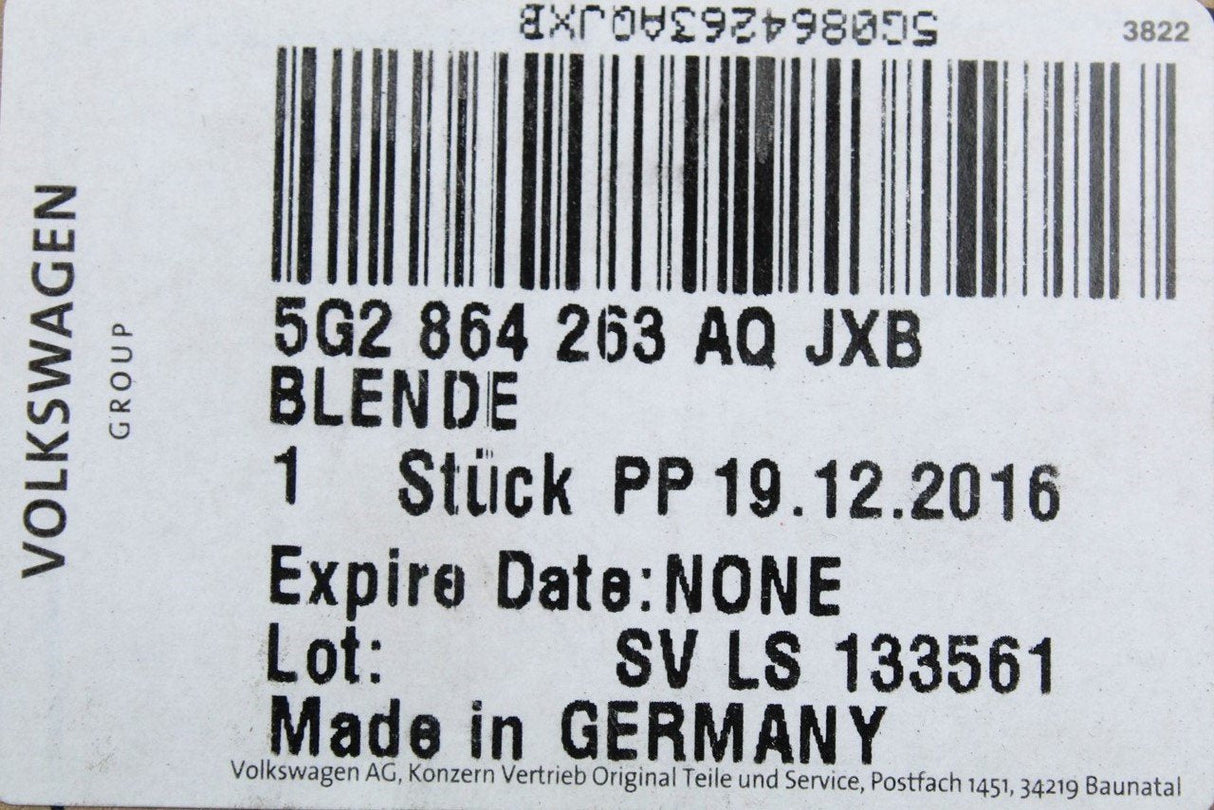 5G2864263AQJXB
3822
VOLKSWAGEN
GROUP
5G2 864 263 AQ JXB
BLENDE
1 Stück PP 19.12.2016
Expire Date:NONE
Lot: SV LS 133561
Made in GERMANY
Volkswagen AG, Konzern Vertrieb Original Teile und Service, Postfach 1451, 34219 Baunatal